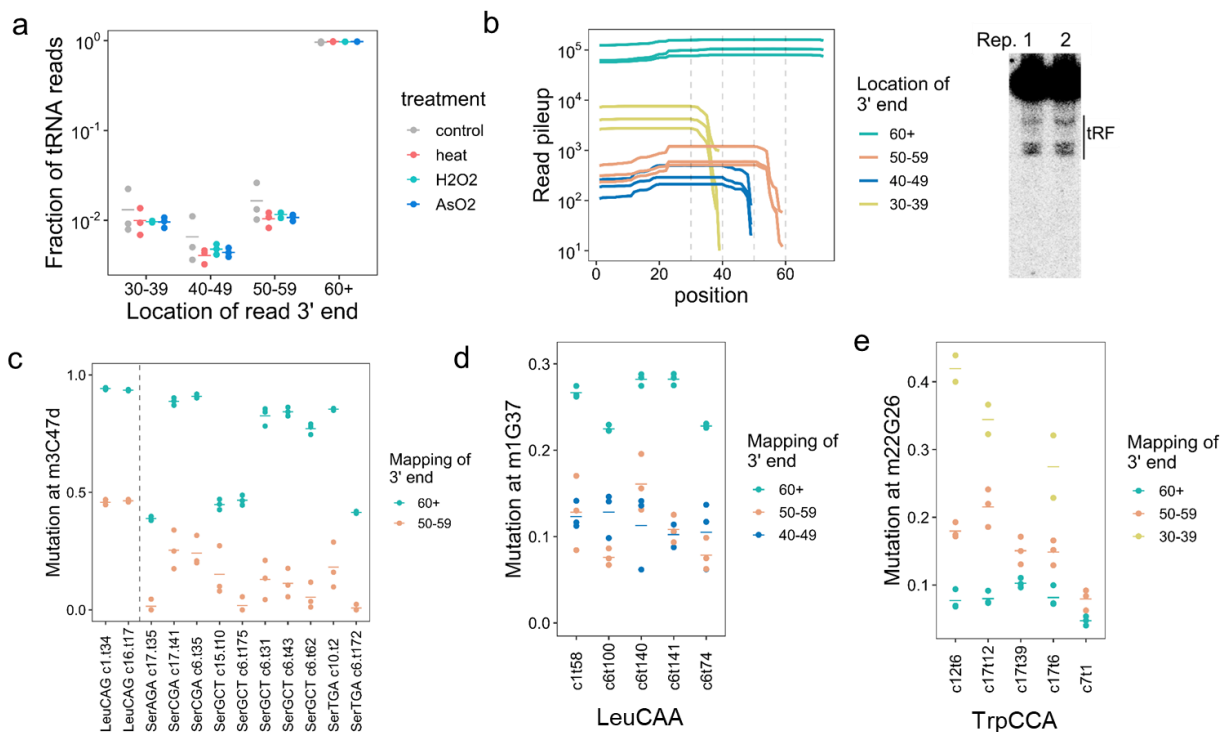 a
Fraction of tRNA reads
10^0
10^-1
10^-2
30-39 40-49 50-59 60+
Location of read 3' end
treatment
control
heat
H2O2
AsO2
b
Read pileup
10^5
10^4
10^3
10^2
10^1
0 20 40 60
position
Location of
3' end
60+
50-59
40-49
30-39
Rep. 1 2
tRF
c
Mutation at m3C47d
1.0
0.5
0.0
LeuCAG c1.t34
LeuCAG c16.t17
SerAGA c17.t35
SerCGA c17.t41
SerCGA c6.t35
SerGCT c15.t10
SerGCT c6.t175
SerGCT c6.t31
SerGCT c6.t43
SerGCT c6.t62
SerTGA c10.t2
SerTGA c6.t172
Mapping of
3' end
60+
50-59
d
Mutation at m1G37
0.3
0.2
0.1
0.0
c1t58
c6t100
c6t140
c6t141
c6t74
LeuCAA
Mapping of
3' end
60+
50-59
40-49
e
Mutation at m22G26
0.4
0.3
0.2
0.1
c12t6
c17t12
c17t39
c17t6
c7t1
TrpCCA
Mapping of
3' end
60+
50-59
30-39